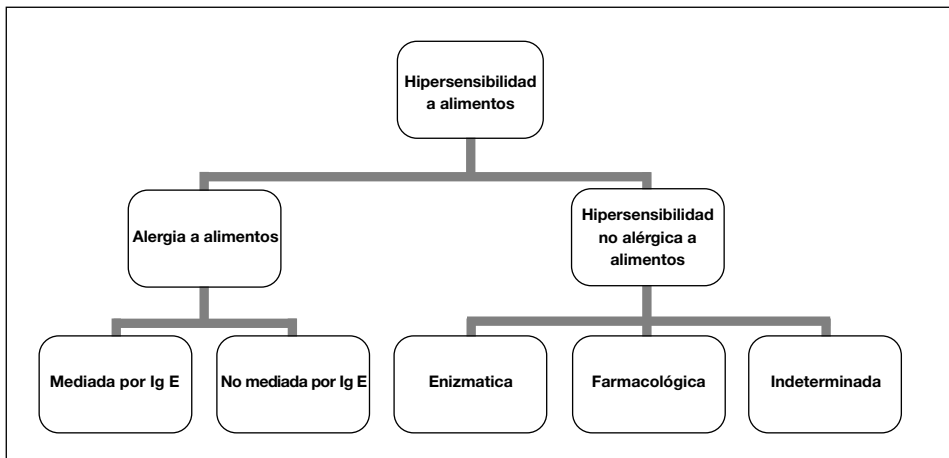 Hipersensibilidad
a alimentos
Alergia a alimentos
Hipersensibilidad
no alérgica a
alimentos
Mediada por Ig E
No mediada por Ig E
Enizmatica
Farmacológica
Indeterminada